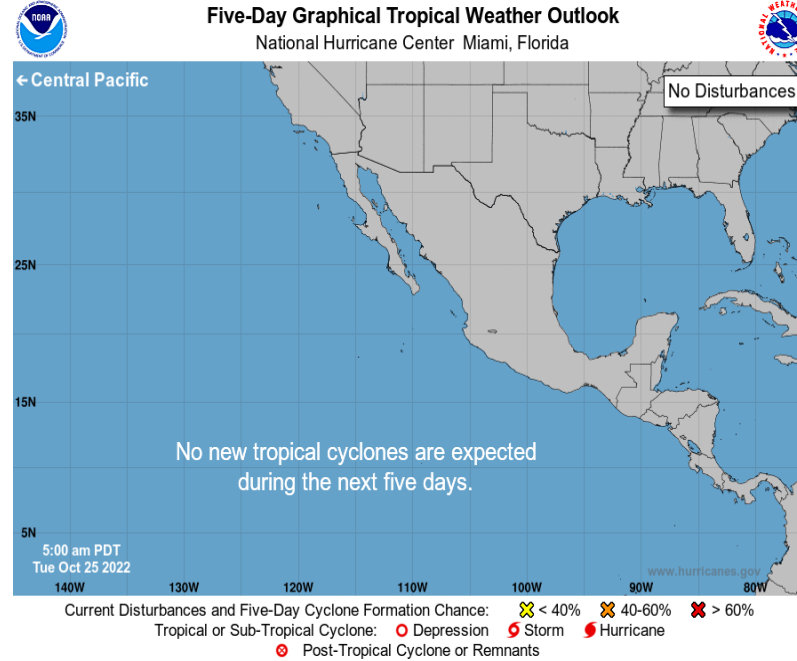 Five-Day Graphical Tropical Weather Outlook
National Hurricane Center Miami, Florida
NOAA
Central Pacific
No Disturbances
35N
25N
15N
No new tropical cyclones are expected
during the next five days.
5N
5:00 am PDT
Tue Oct 25 2022
www.hurricanes.gov
140W 130W 120W 110W 100W 90W 80W
Current Disturbances and Five-Day Cyclone Formation Chance: < 40% 40-60% > 60%
Tropical or Sub-Tropical Cyclone: Depression Storm Hurricane
Post-Tropical Cyclone or Remnants